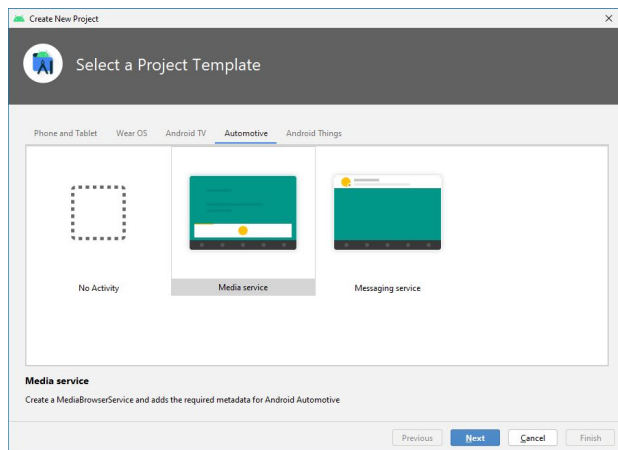 Create New Project
Select a Project Template
Phone and Tablet Wear OS Android TV Automotive Android Things
No Activity Media service Messaging service
Media service
Create a MediaBrowserService and adds the required metadata for Android Automotive
Previous Next Cancel Finish